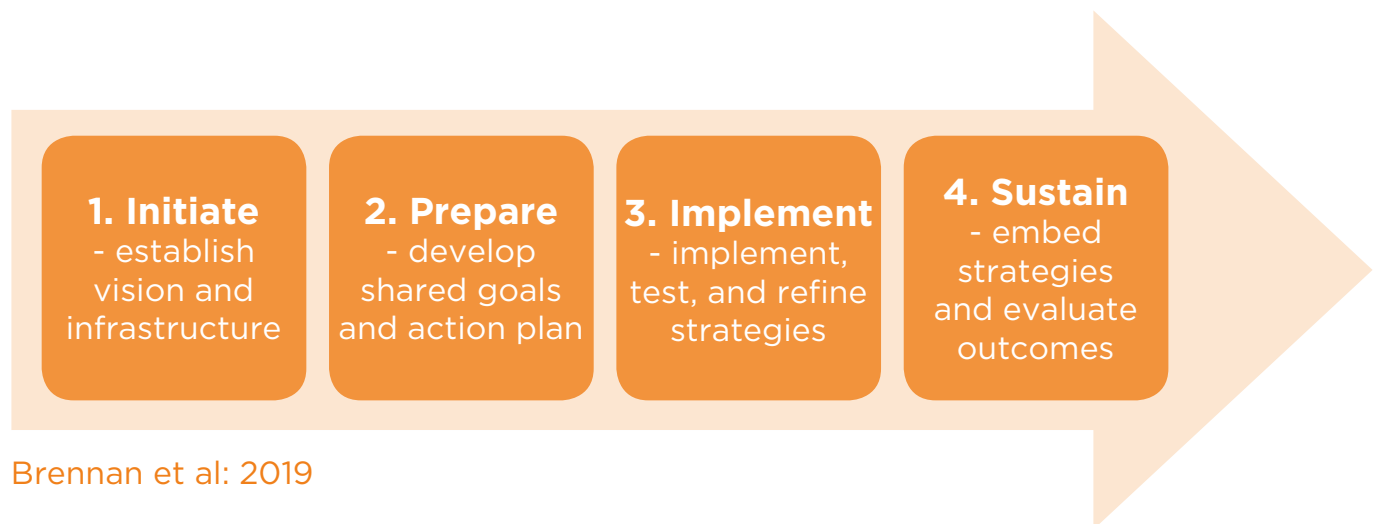 1. Initiate
- establish
vision and
infrastructure
2. Prepare
- develop
shared goals
and action plan
3. Implement
- implement,
test, and refine
strategies
4. Sustain
- embed
strategies
and evaluate
outcomes
Brennan et al: 2019